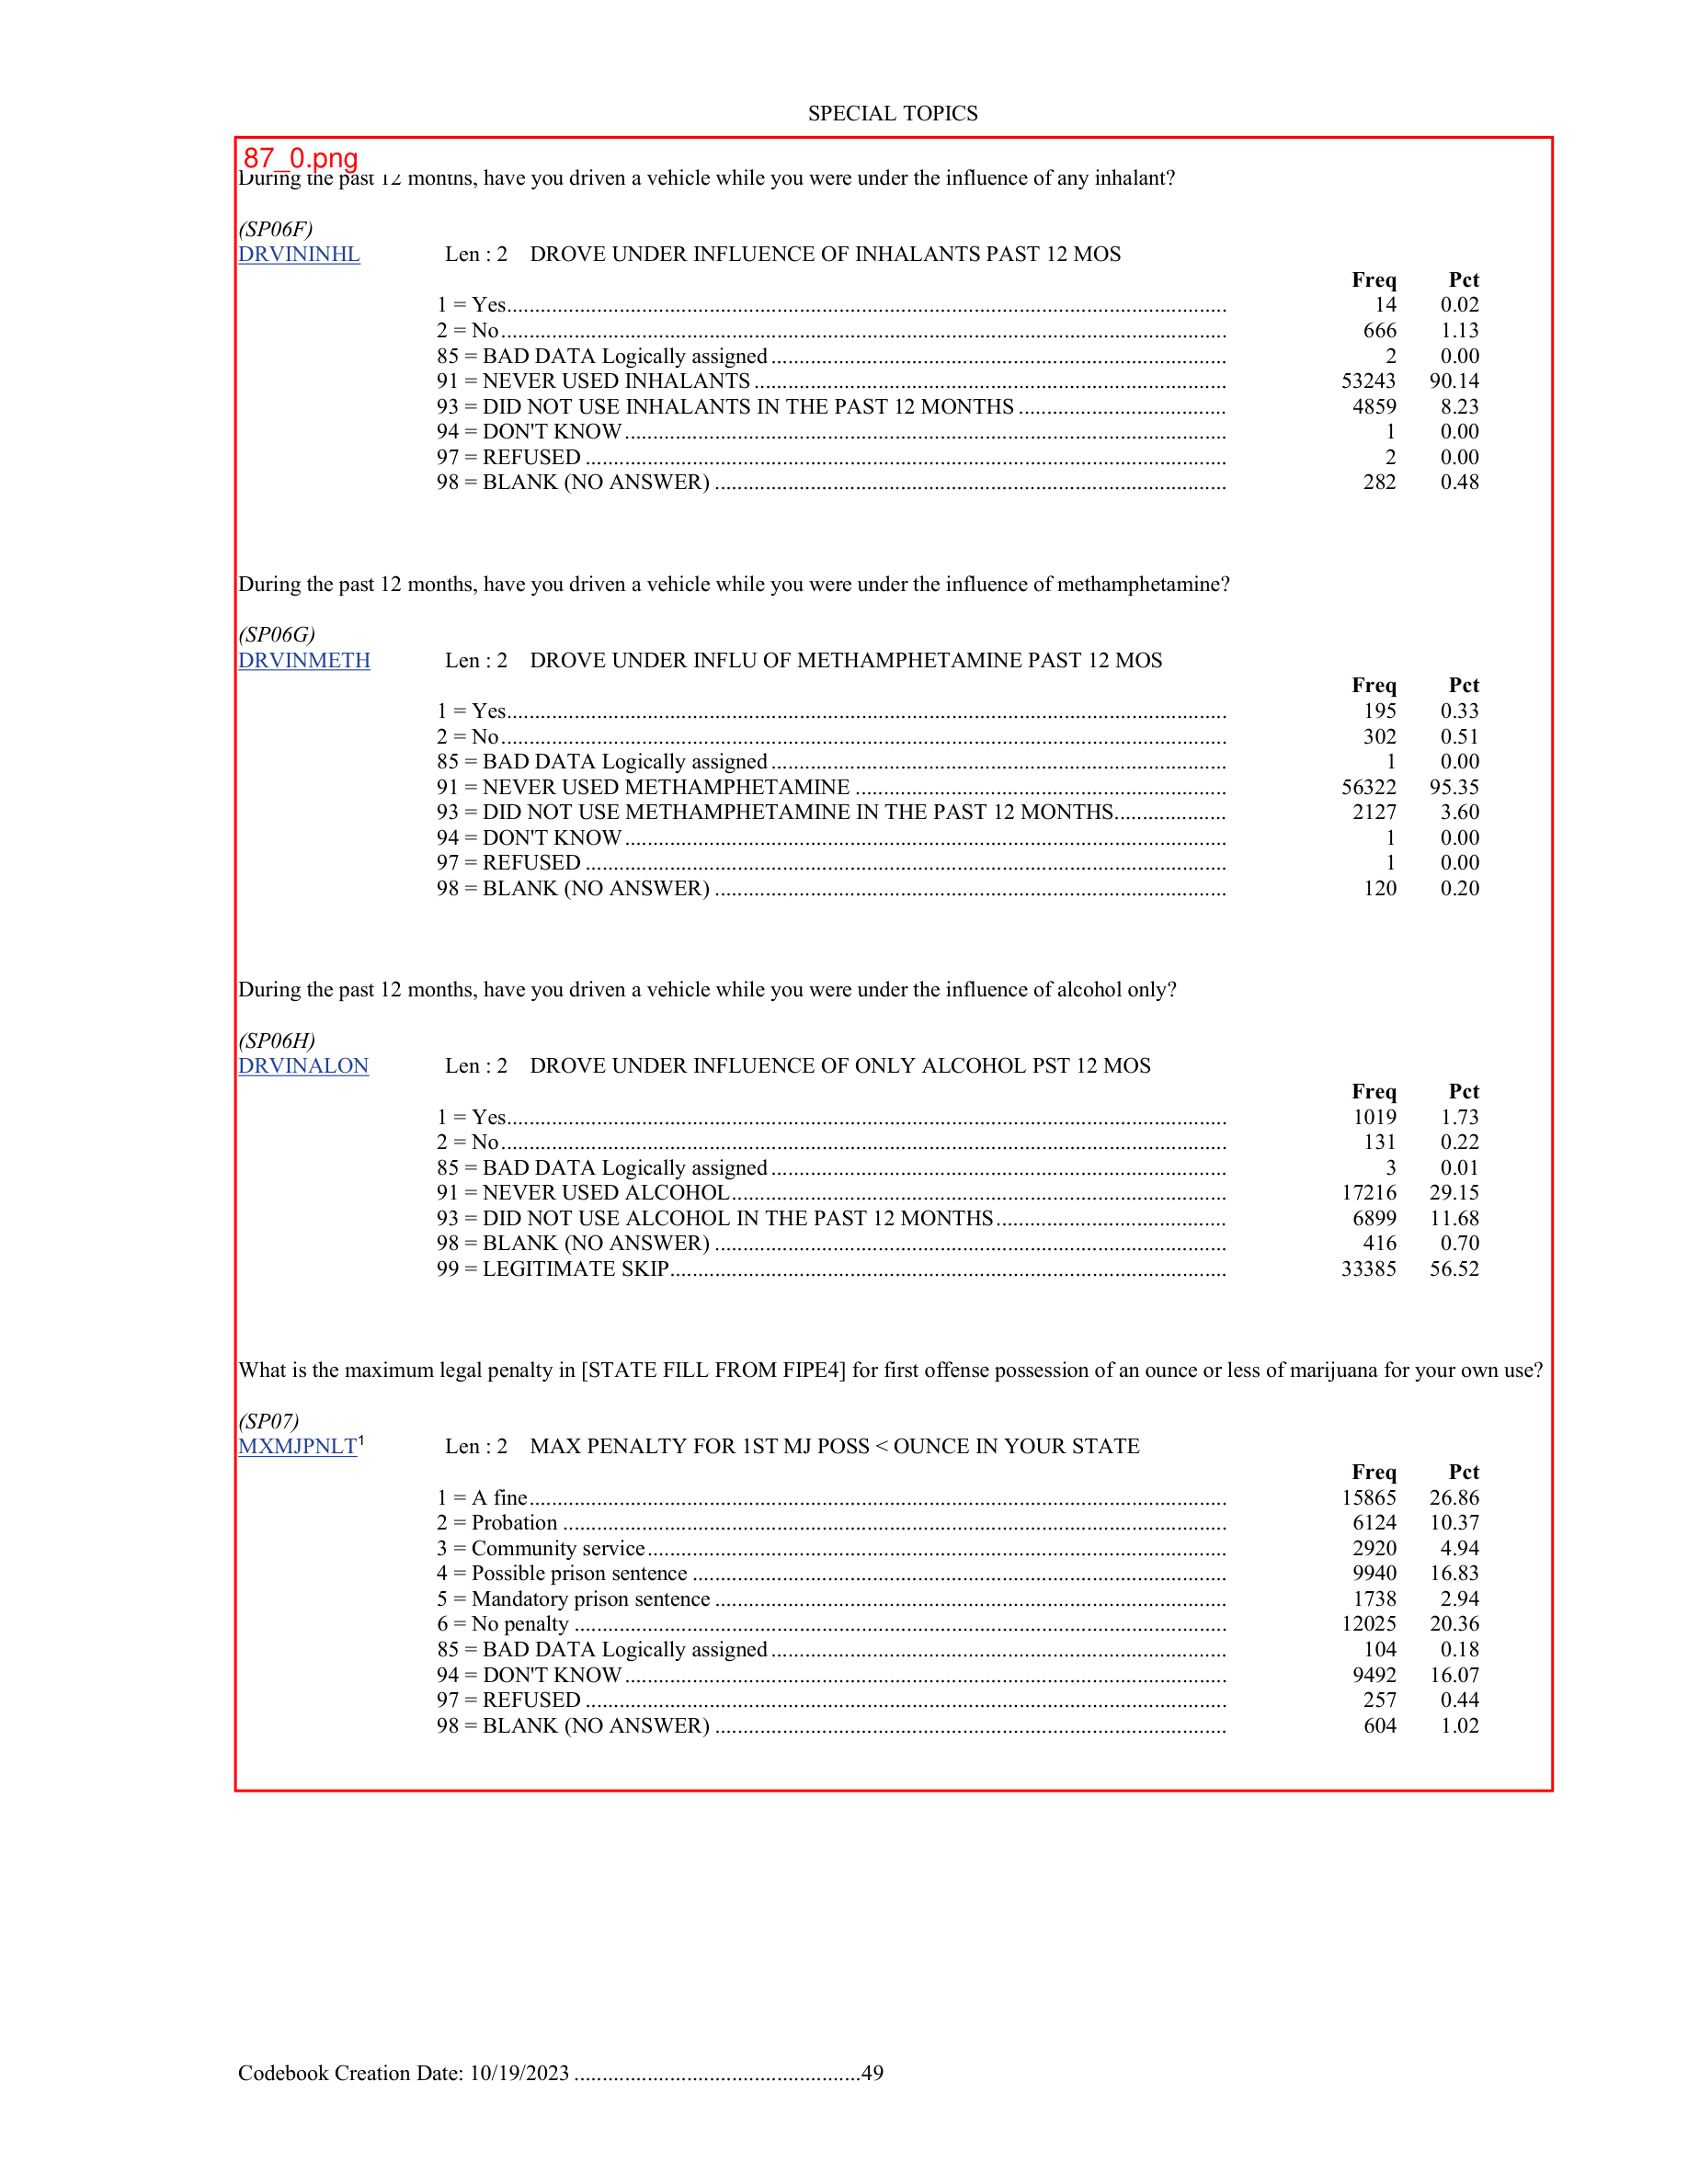 SPECIAL TOPICS
87_0.png
During the past 12 months, have you driven a vehicle while you were under the influence of any inhalant?
(SP06F)
DRVININHL Len : 2 DROVE UNDER INFLUENCE OF INHALANTS PAST 12 MOS
Freq Pct
1 = Yes 14 0.02
2 = No 666 1.13
85 = BAD DATA Logically assigned 2 0.00
91 = NEVER USED INHALANTS 53243 90.14
93 = DID NOT USE INHALANTS IN THE PAST 12 MONTHS 4859 8.23
94 = DON'T KNOW 1 0.00
97 = REFUSED 2 0.00
98 = BLANK (NO ANSWER) 282 0.48
During the past 12 months, have you driven a vehicle while you were under the influence of methamphetamine?
(SP06G)
DRVINMETH Len : 2 DROVE UNDER INFLU OF METHAMPHETAMINE PAST 12 MOS
Freq Pct
1 = Yes 195 0.33
2 = No 302 0.51
85 = BAD DATA Logically assigned 1 0.00
91 = NEVER USED METHAMPHETAMINE 56322 95.35
93 = DID NOT USE METHAMPHETAMINE IN THE PAST 12 MONTHS 2127 3.60
94 = DON'T KNOW 1 0.00
97 = REFUSED 1 0.00
98 = BLANK (NO ANSWER) 120 0.20
During the past 12 months, have you driven a vehicle while you were under the influence of alcohol only?
(SP06H)
DRVINALON Len : 2 DROVE UNDER INFLUENCE OF ONLY ALCOHOL PST 12 MOS
Freq Pct
1 = Yes 1019 1.73
2 = No 131 0.22
85 = BAD DATA Logically assigned 3 0.01
91 = NEVER USED ALCOHOL 17216 29.15
93 = DID NOT USE ALCOHOL IN THE PAST 12 MONTHS 6899 11.68
98 = BLANK (NO ANSWER) 416 0.70
99 = LEGITIMATE SKIP 33385 56.52
What is the maximum legal penalty in [STATE FILL FROM FIPE4] for first offense possession of an ounce or less of marijuana for your own use?
(SP07)
MXMJPNLT¹ Len : 2 MAX PENALTY FOR 1ST MJ POSS < OUNCE IN YOUR STATE
Freq Pct
1 = A fine 15865 26.86
2 = Probation 6124 10.37
3 = Community service 2920 4.94
4 = Possible prison sentence 9940 16.83
5 = Mandatory prison sentence 1738 2.94
6 = No penalty 12025 20.36
85 = BAD DATA Logically assigned 104 0.18
94 = DON'T KNOW 9492 16.07
97 = REFUSED 257 0.44
98 = BLANK (NO ANSWER) 604 1.02
Codebook Creation Date: 10/19/2023 49